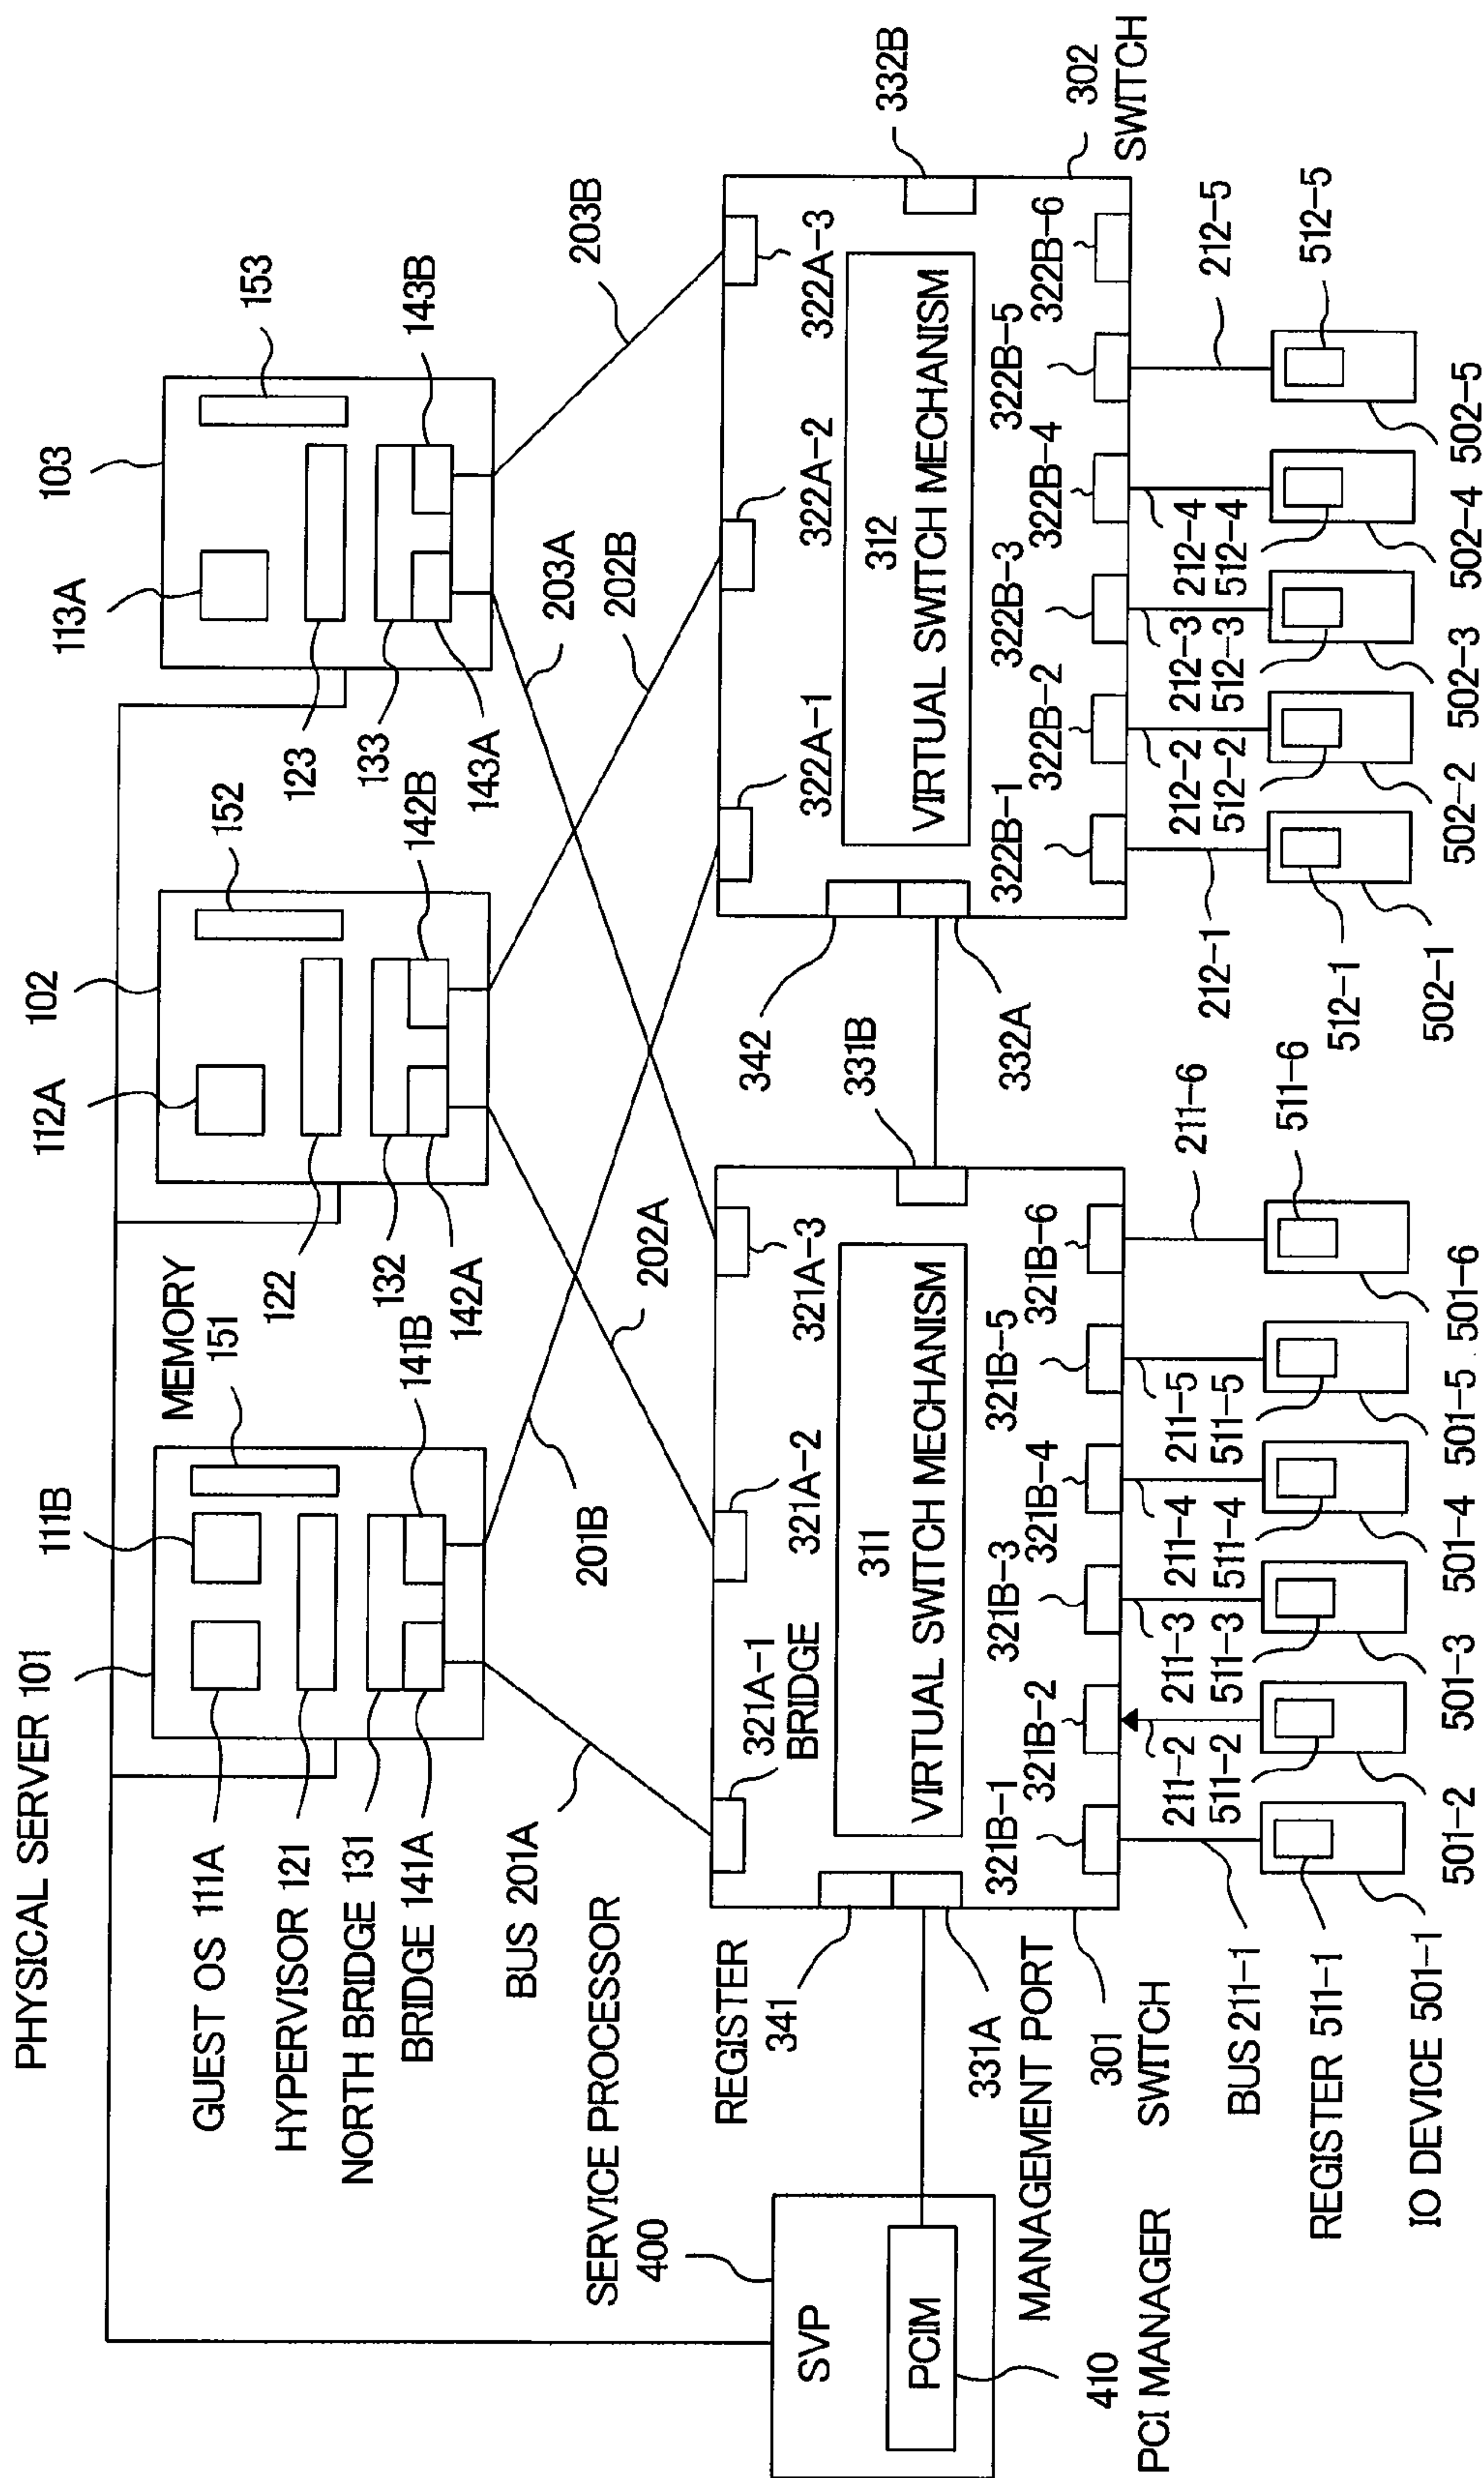 PHYSICAL SERVER 101
GUEST OS 111A
HYPERVISOR 121
NORTH BRIDGE 131
BRIDGE 141A
111B
MEMORY
151
141B
102
112A
122
132
142A
152
142B
103
113A
123
133
143A
153
143B
BUS 201A
201B
202A
202B
203A
203B
SERVICE PROCESSOR
400
SVP
PCIM
410
PCI MANAGER
REGISTER
341
331A
MANAGEMENT PORT
301
SWITCH
321A-1
BRIDGE
321A-2
321A-3
311
VIRTUAL SWITCH MECHANISM
321B-1
321B-2
321B-3
321B-4
321B-5
321B-6
331B
342
332A
322A-1
322A-2
322A-3
312
VIRTUAL SWITCH MECHANISM
322B-1
322B-2
322B-3
322B-4
322B-5
322B-6
332B
302
SWITCH
BUS 211-1
211-2
211-3
211-4
211-5
211-6
REGISTER 511-1
511-2
511-3
511-4
511-5
511-6
IO DEVICE 501-1
501-2
501-3
501-4
501-5
501-6
212-1
212-2
212-3
212-4
212-5
512-1
512-2
512-3
512-4
512-5
502-1
502-2
502-3
502-4
502-5